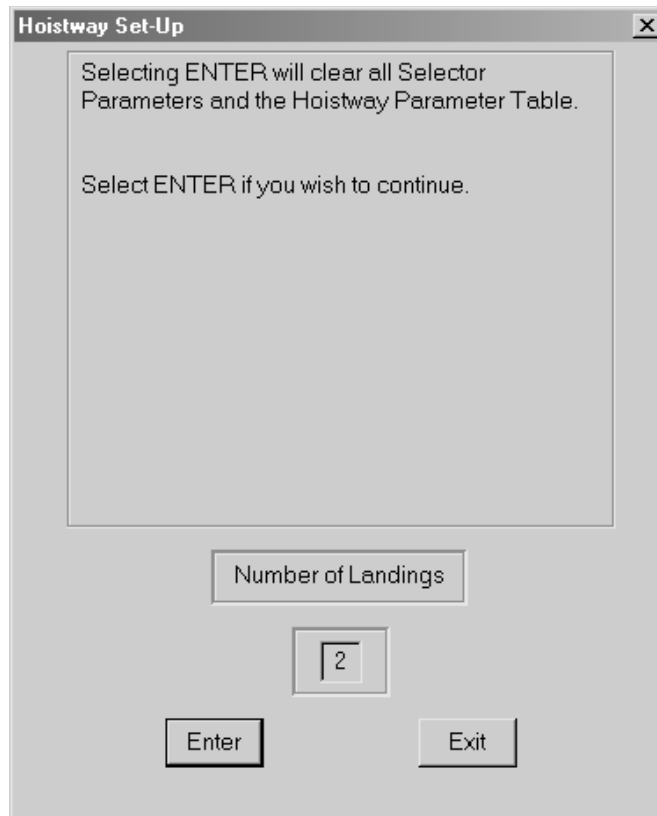 Hoistway Set-Up
Selecting ENTER will clear all Selector
Parameters and the Hoistway Parameter Table.
Select ENTER if you wish to continue.
Number of Landings
2
Enter
Exit